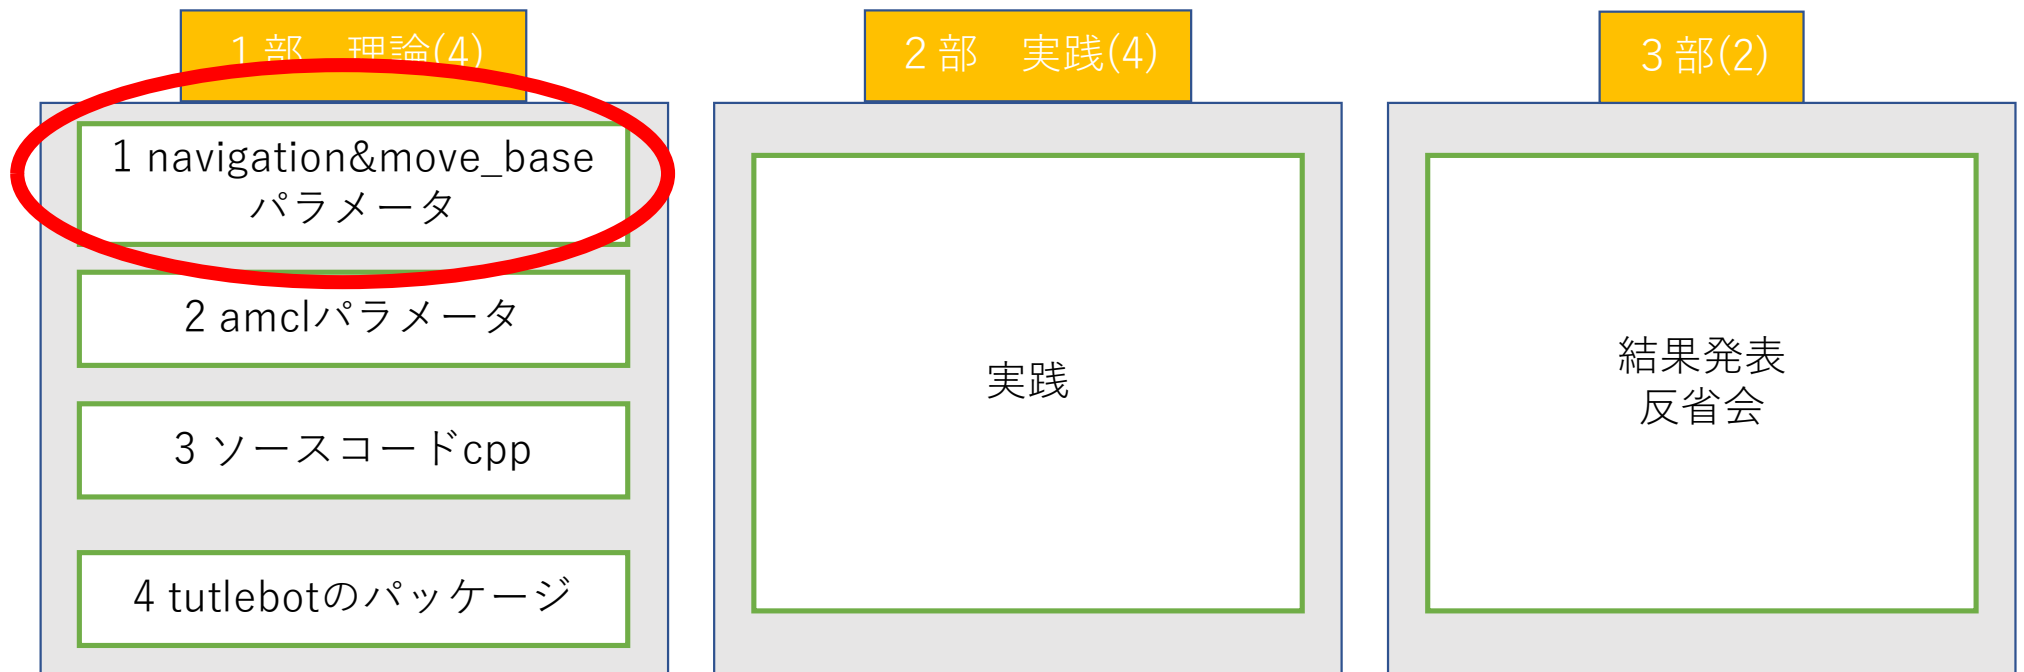 １部　理論(4)
1 navigation&move_base
パラメータ
2 amclパラメータ
3 ソースコードcpp
4 tutlebotのパッケージ
２部　実践(4)
実践
３部(2)
結果発表
反省会